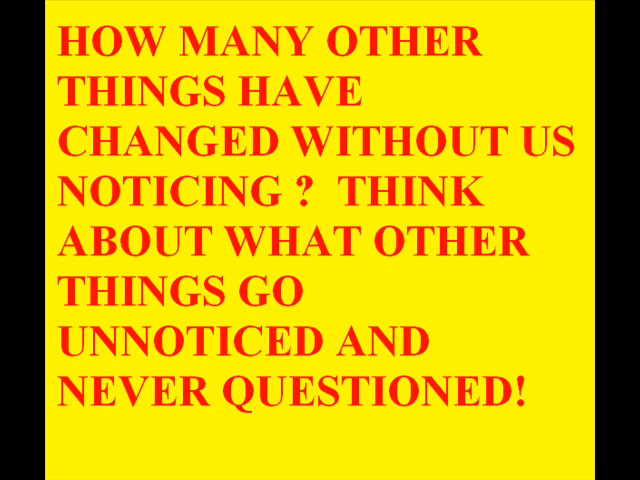 HOW MANY OTHER
THINGS HAVE
CHANGED WITHOUT US
NOTICING ?  THINK
ABOUT WHAT OTHER
THINGS GO
UNNOTICED AND
NEVER QUESTIONED!